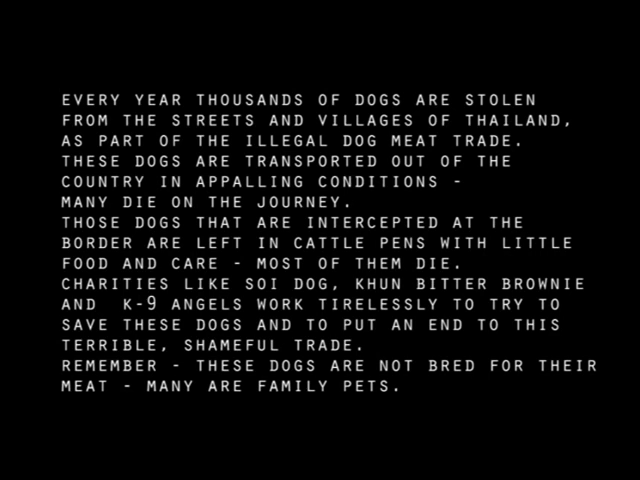 EVERY YEAR THOUSANDS OF DOGS ARE STOLEN
FROM THE STREETS AND VILLAGES OF THAILAND,
AS PART OF THE ILLEGAL DOG MEAT TRADE.
THESE DOGS ARE TRANSPORTED OUT OF THE
COUNTRY IN APPALLING CONDITIONS -
MANY DIE ON THE JOURNEY.
THOSE DOGS THAT ARE INTERCEPTED AT THE
BORDER ARE LEFT IN CATTLE PENS WITH LITTLE
FOOD AND CARE - MOST OF THEM DIE.
CHARITIES LIKE SOI DOG, KHUN BITTER BROWNIE
AND  K-9 ANGELS WORK TIRELESSLY TO TRY TO
SAVE THESE DOGS AND TO PUT AN END TO THIS
TERRIBLE, SHAMEFUL TRADE.
REMEMBER - THESE DOGS ARE NOT BRED FOR THEIR
MEAT - MANY ARE FAMILY PETS.